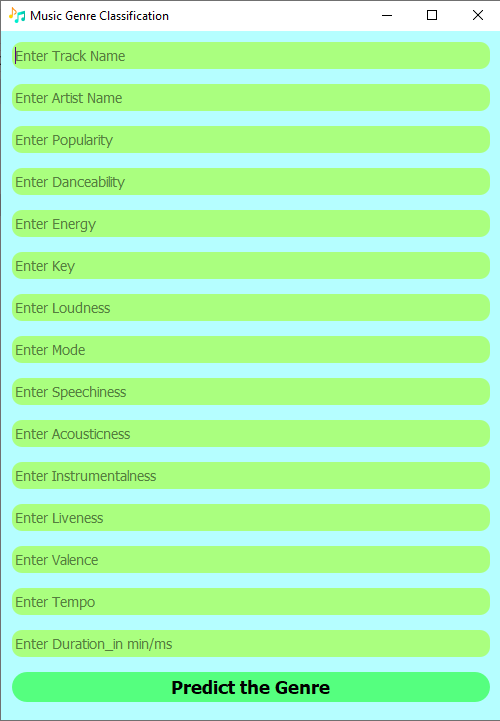 Music Genre Classification
Enter Track Name
Enter Artist Name
Enter Popularity
Enter Danceability
Enter Energy
Enter Key
Enter Loudness
Enter Mode
Enter Speechiness
Enter Acousticness
Enter Instrumentalness
Enter Liveness
Enter Valence
Enter Tempo
Enter Duration_in min/ms
Predict the Genre